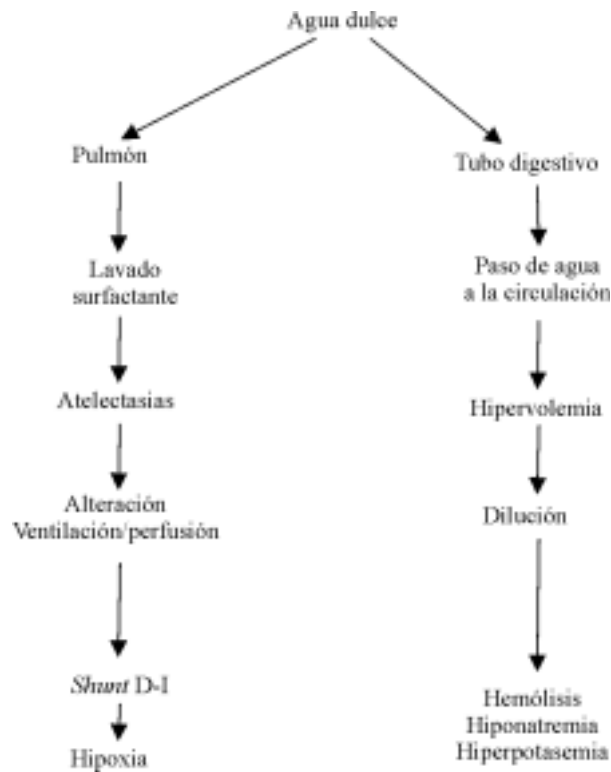 Agua dulce
Pulmón
Lavado
surfactante
Atelectasias
Alteración
Ventilación/perfusión
Shunt D-I
Hipoxia
Tubo digestivo
Paso de agua
a la circulación
Hipervolemia
Dilución
Hemólisis
Hiponatremia
Hiperpotasemia